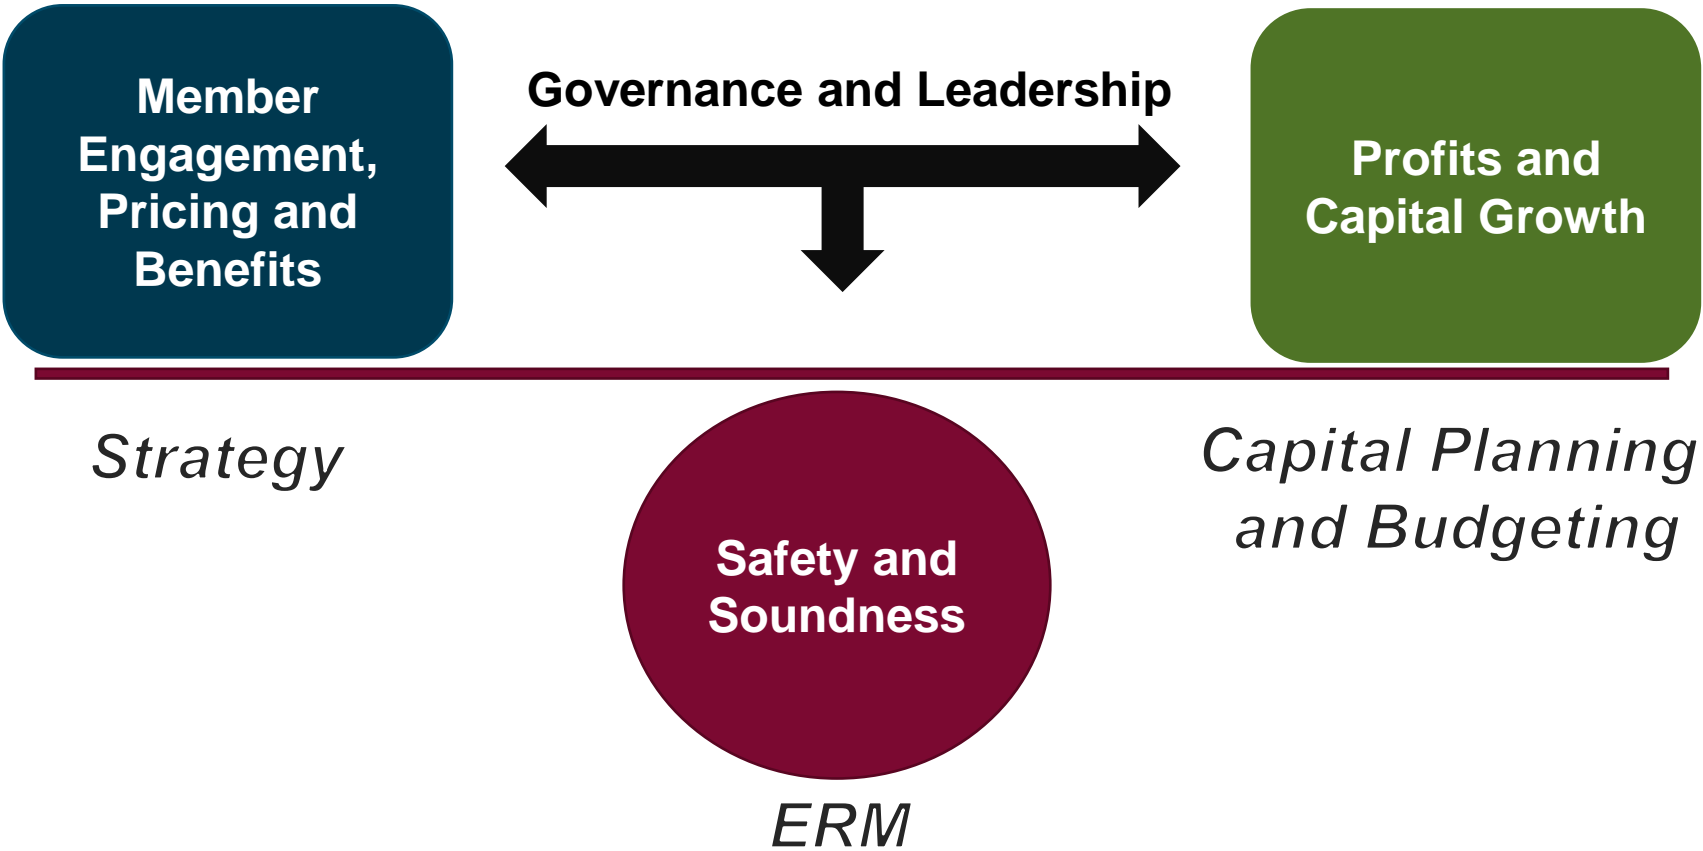 Member
Engagement,
Pricing and
Benefits
Governance and Leadership
Profits and
Capital Growth
Strategy
Capital Planning
and Budgeting
Safety and
Soundness
ERM